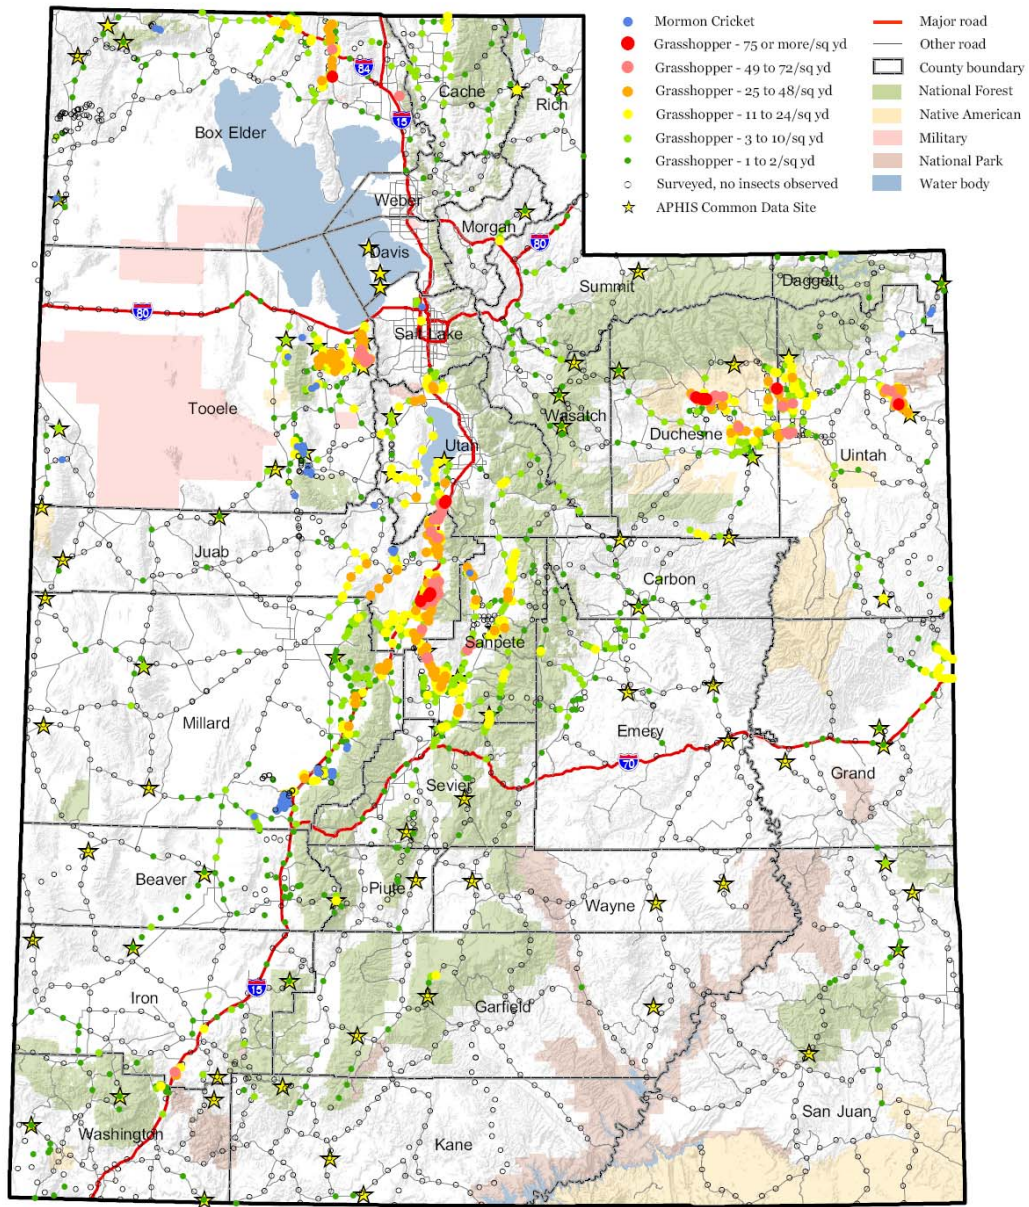 Mormon Cricket
Grasshopper - 75 or more/sq yd
Grasshopper - 49 to 72/sq yd
Grasshopper - 25 to 48/sq yd
Grasshopper - 11 to 24/sq yd
Grasshopper - 3 to 10/sq yd
Grasshopper - 1 to 2/sq yd
Surveyed, no insects observed
APHIS Common Data Site
Major road
Other road
County boundary
National Forest
Native American
Military
National Park
Water body
84
Cache
Rich
15
Box Elder
Weber
Morgan
80
Davis
Summit
Daggett
80
Salt Lake
Tooele
Wasatch
Duchesne
Utah
Uintah
Juab
Carbon
Sanpete
Millard
Emery
70
Grand
Sevier
Beaver
Piute
Wayne
15
Iron
Garfield
San Juan
Washington
Kane